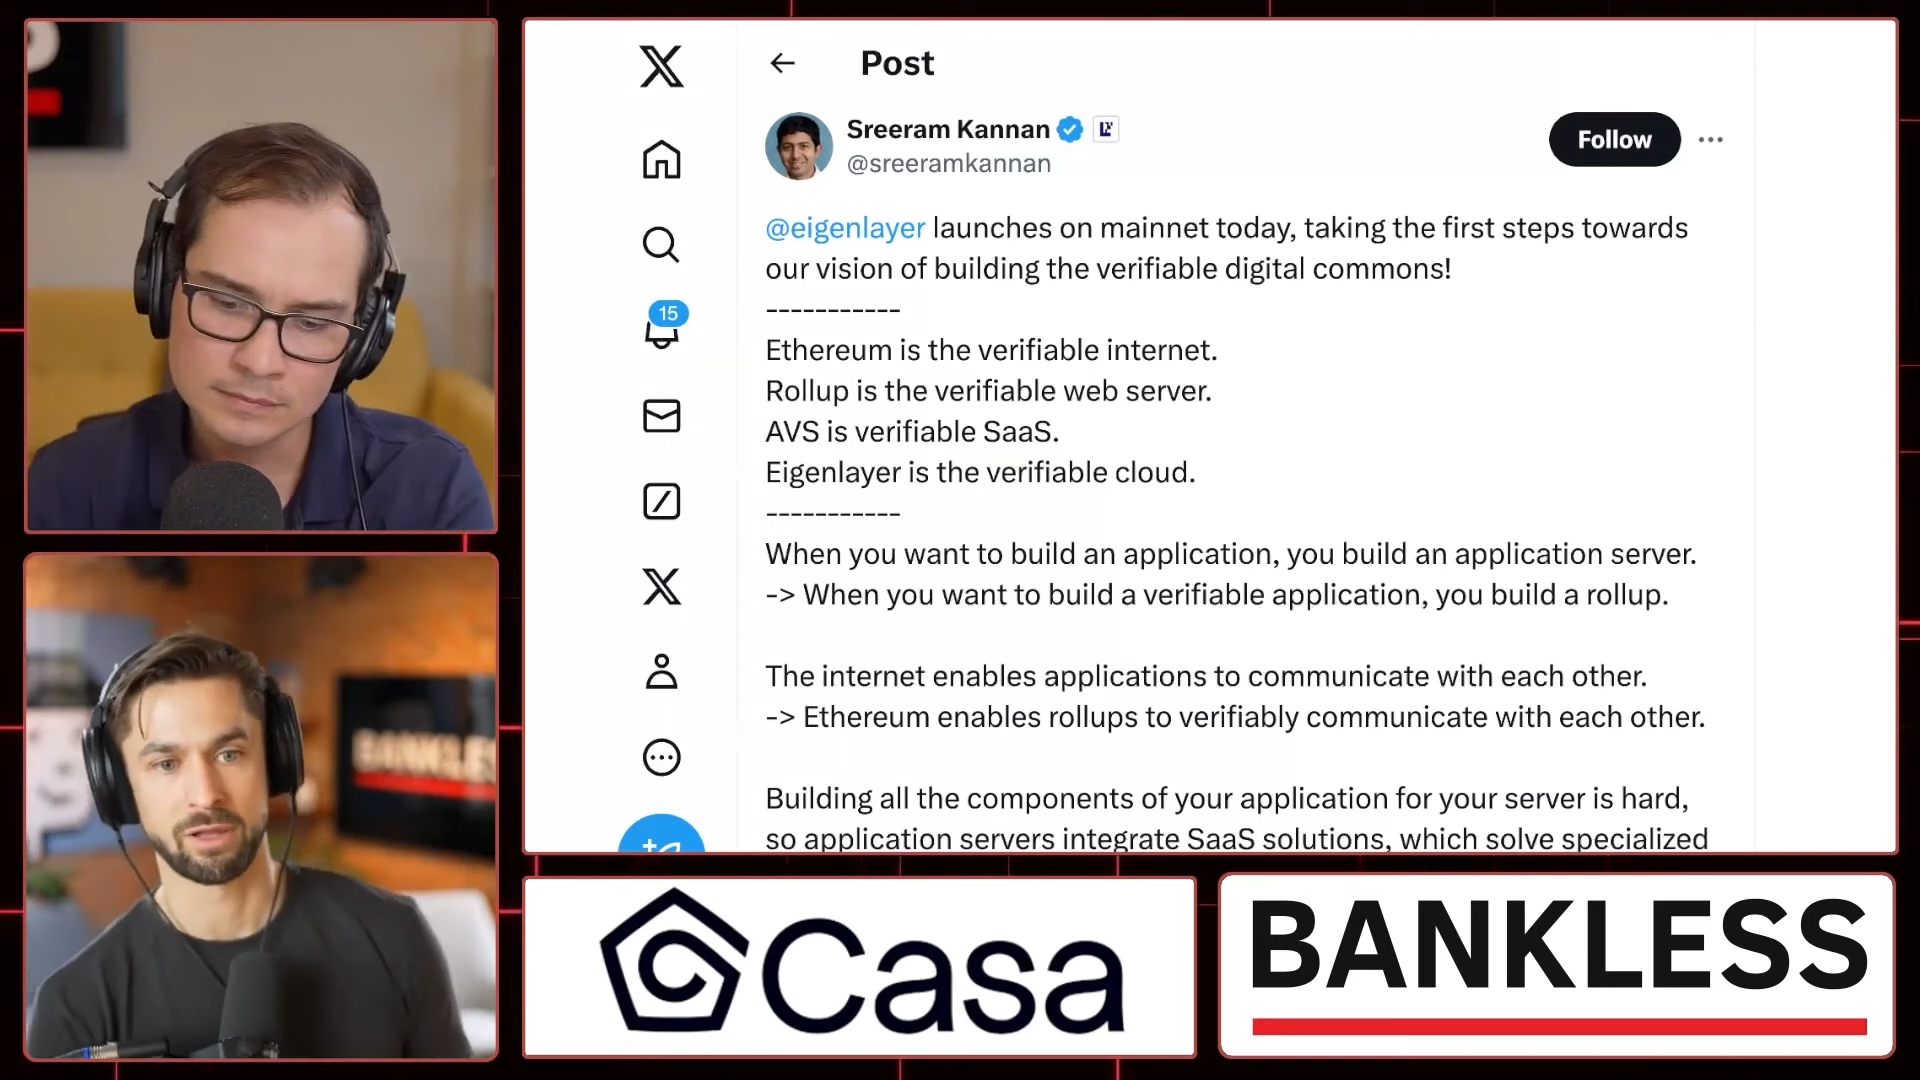 Post
Sreeram Kannan
@sreeramkannan
Follow
@eigenlayer launches on mainnet today, taking the first steps towards
our vision of building the verifiable digital commons!
-----------
Ethereum is the verifiable internet.
Rollup is the verifiable web server.
AVS is verifiable SaaS.
Eigenlayer is the verifiable cloud.
-----------
When you want to build an application, you build an application server.
-> When you want to build a verifiable application, you build a rollup.
The internet enables applications to communicate with each other.
-> Ethereum enables rollups to verifiably communicate with each other.
Building all the components of your application for your server is hard,
so application servers integrate SaaS solutions, which solve specialized
15
BANKLESS
Casa
BANKLESS